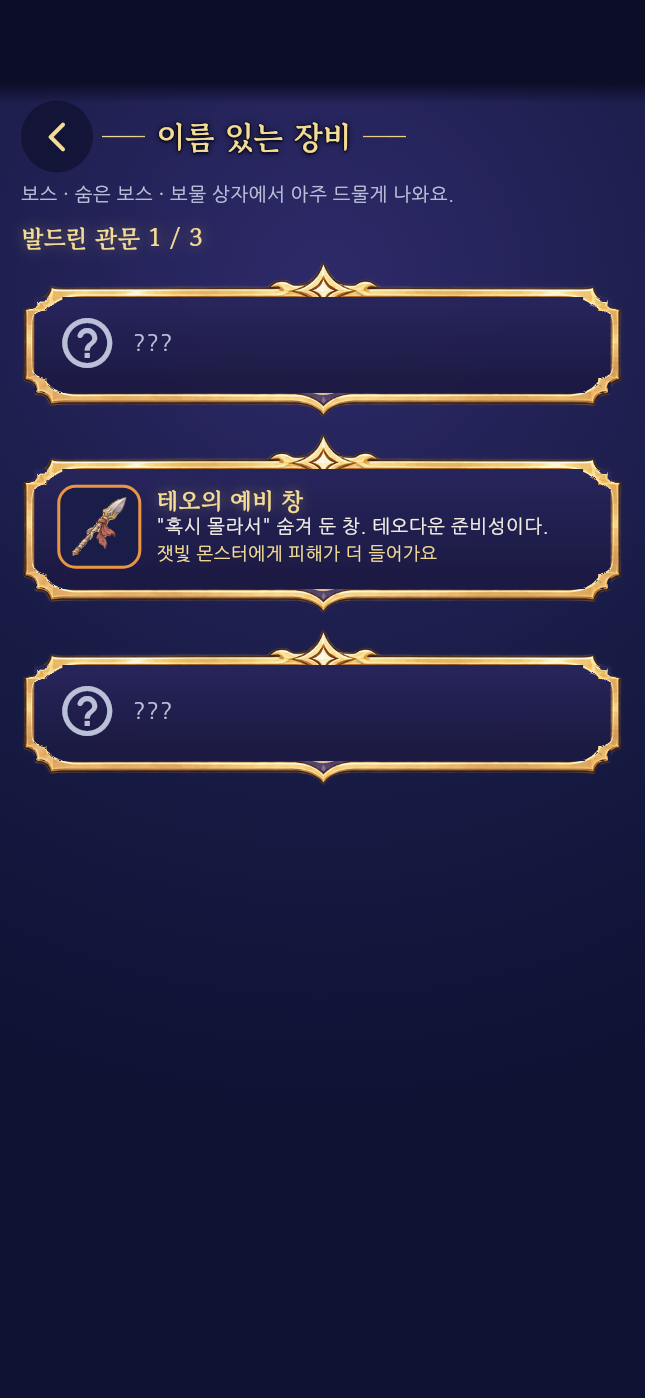 이름 있는 장비
보스 · 숨은 보스 · 보물 상자에서 아주 드물게 나와요.
발드린 관문 1 / 3
???
테오의 예비 창
"혹시 몰라서" 숨겨 둔 창. 테오다운 준비성이다.
잿빛 몬스터에게 피해가 더 들어가요
???